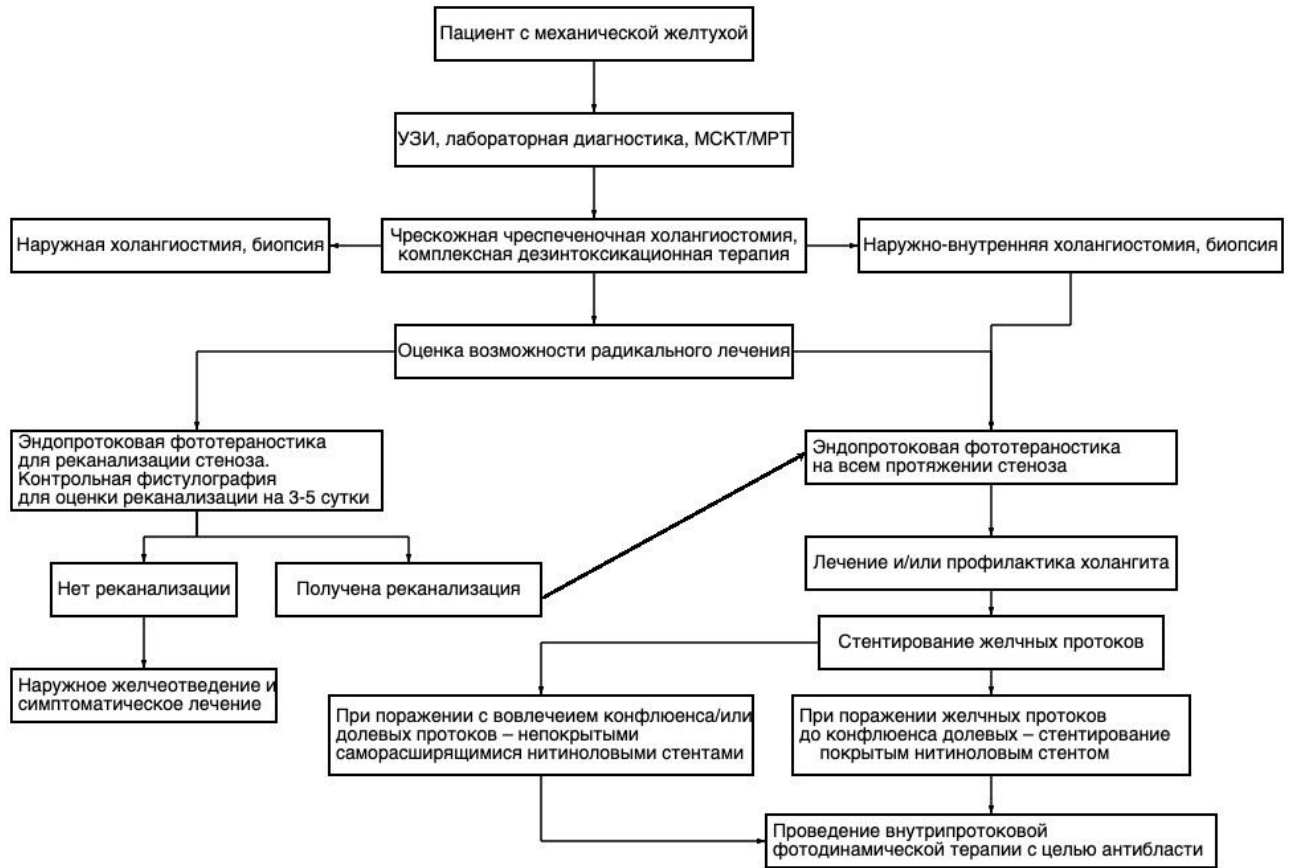 Пациент с механической желтухой
УЗИ, лабораторная диагностика, МСКТ/МРТ
Наружная холангиостмия, биопсия
Чрескожная чреспеченочная холангиостомия,
комплексная дезинтоксикационная терапия
Наружно-внутренняя холангиостомия, биопсия
Оценка возможности радикального лечения
Эндопротоковая фототераностика
для реканализации стеноза.
Контрольная фистулография
для оценки реканализации на 3-5 сутки
Эндопротоковая фототераностика
на всем протяжении стеноза
Нет реканализации
Получена реканализация
Лечение и/или профилактика холангита
Наружное желчеотведение и
симптоматическое лечение
Стентирование желчных протоков
При поражении с вовлечеием конфлюенса/или
долевых протоков – непокрытыми
саморасширящимися нитиноловыми стентами
При поражении желчных протоков
до конфлюенса долевых – стентирование
покрытым нитиноловым стентом
Проведение внутрипротоковой
фотодинамической терапии с целью антибласти